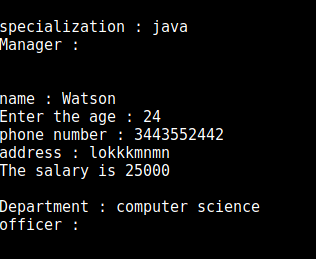 specialization : java
Manager :
name : Watson
Enter the age : 24
phone number : 3443552442
address : lokkkmnmn
The salary is 25000
Department : computer science
officer :